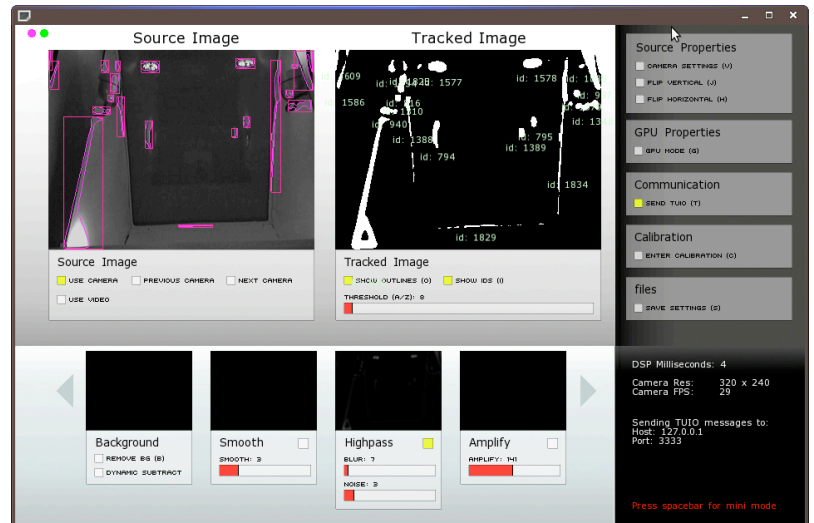 Source Image
Tracked Image
id: 1577
id: 1578
1586
id: 940
id: 1388
id: 794
id: 795
id: 1389
id: 1834
id: 1829
Source Image
USE CAMERA
PREVIOUS CAMERA
NEXT CAMERA
USE VIDEO
Tracked Image
SHOW OUTLINES (O)
SHOW IDS (I)
THRESHOLD (A/Z): 8
Source Properties
CAMERA SETTINGS (V)
FLIP VERTICAL (J)
FLIP HORIZONTAL (H)
GPU Properties
GPU MODE (G)
Communication
SEND TUIO (T)
Calibration
ENTER CALIBRATION (C)
files
SAVE SETTINGS (S)
Background
REMOVE BG (B)
DYNAMIC SUBTRACT
Smooth
SMOOTH: 3
Highpass
BLUR: 7
NOISE: 3
Amplify
AMPLIFY: 141
DSP Milliseconds: 4
Camera Res: 320 x 240
Camera FPS: 29
Sending TUIO messages to:
Host: 127.0.0.1
Port: 3333
Press spacebar for mini mode